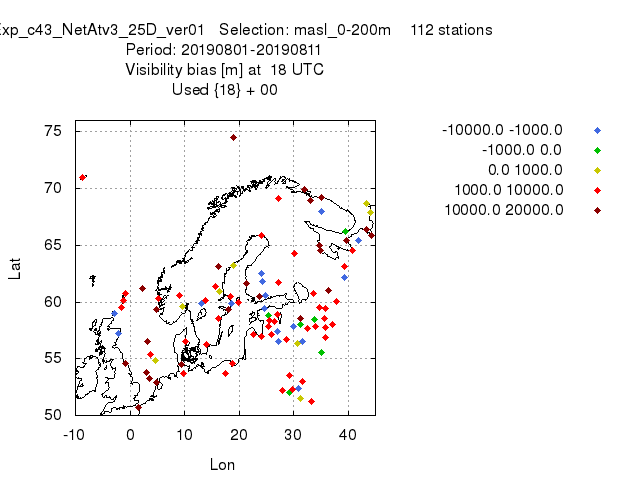 Exp_c43_NetAtv3_25D_ver01 Selection: masl_0-200m 112 stations
Period: 20190801-20190811
Visibility bias [m] at 18 UTC
Used {18} + 00
-10000.0 -1000.0
-1000.0 0.0
0.0 1000.0
1000.0 10000.0
10000.0 20000.0
75
70
65
60
55
50
Lat
-10 0 10 20 30 40
Lon